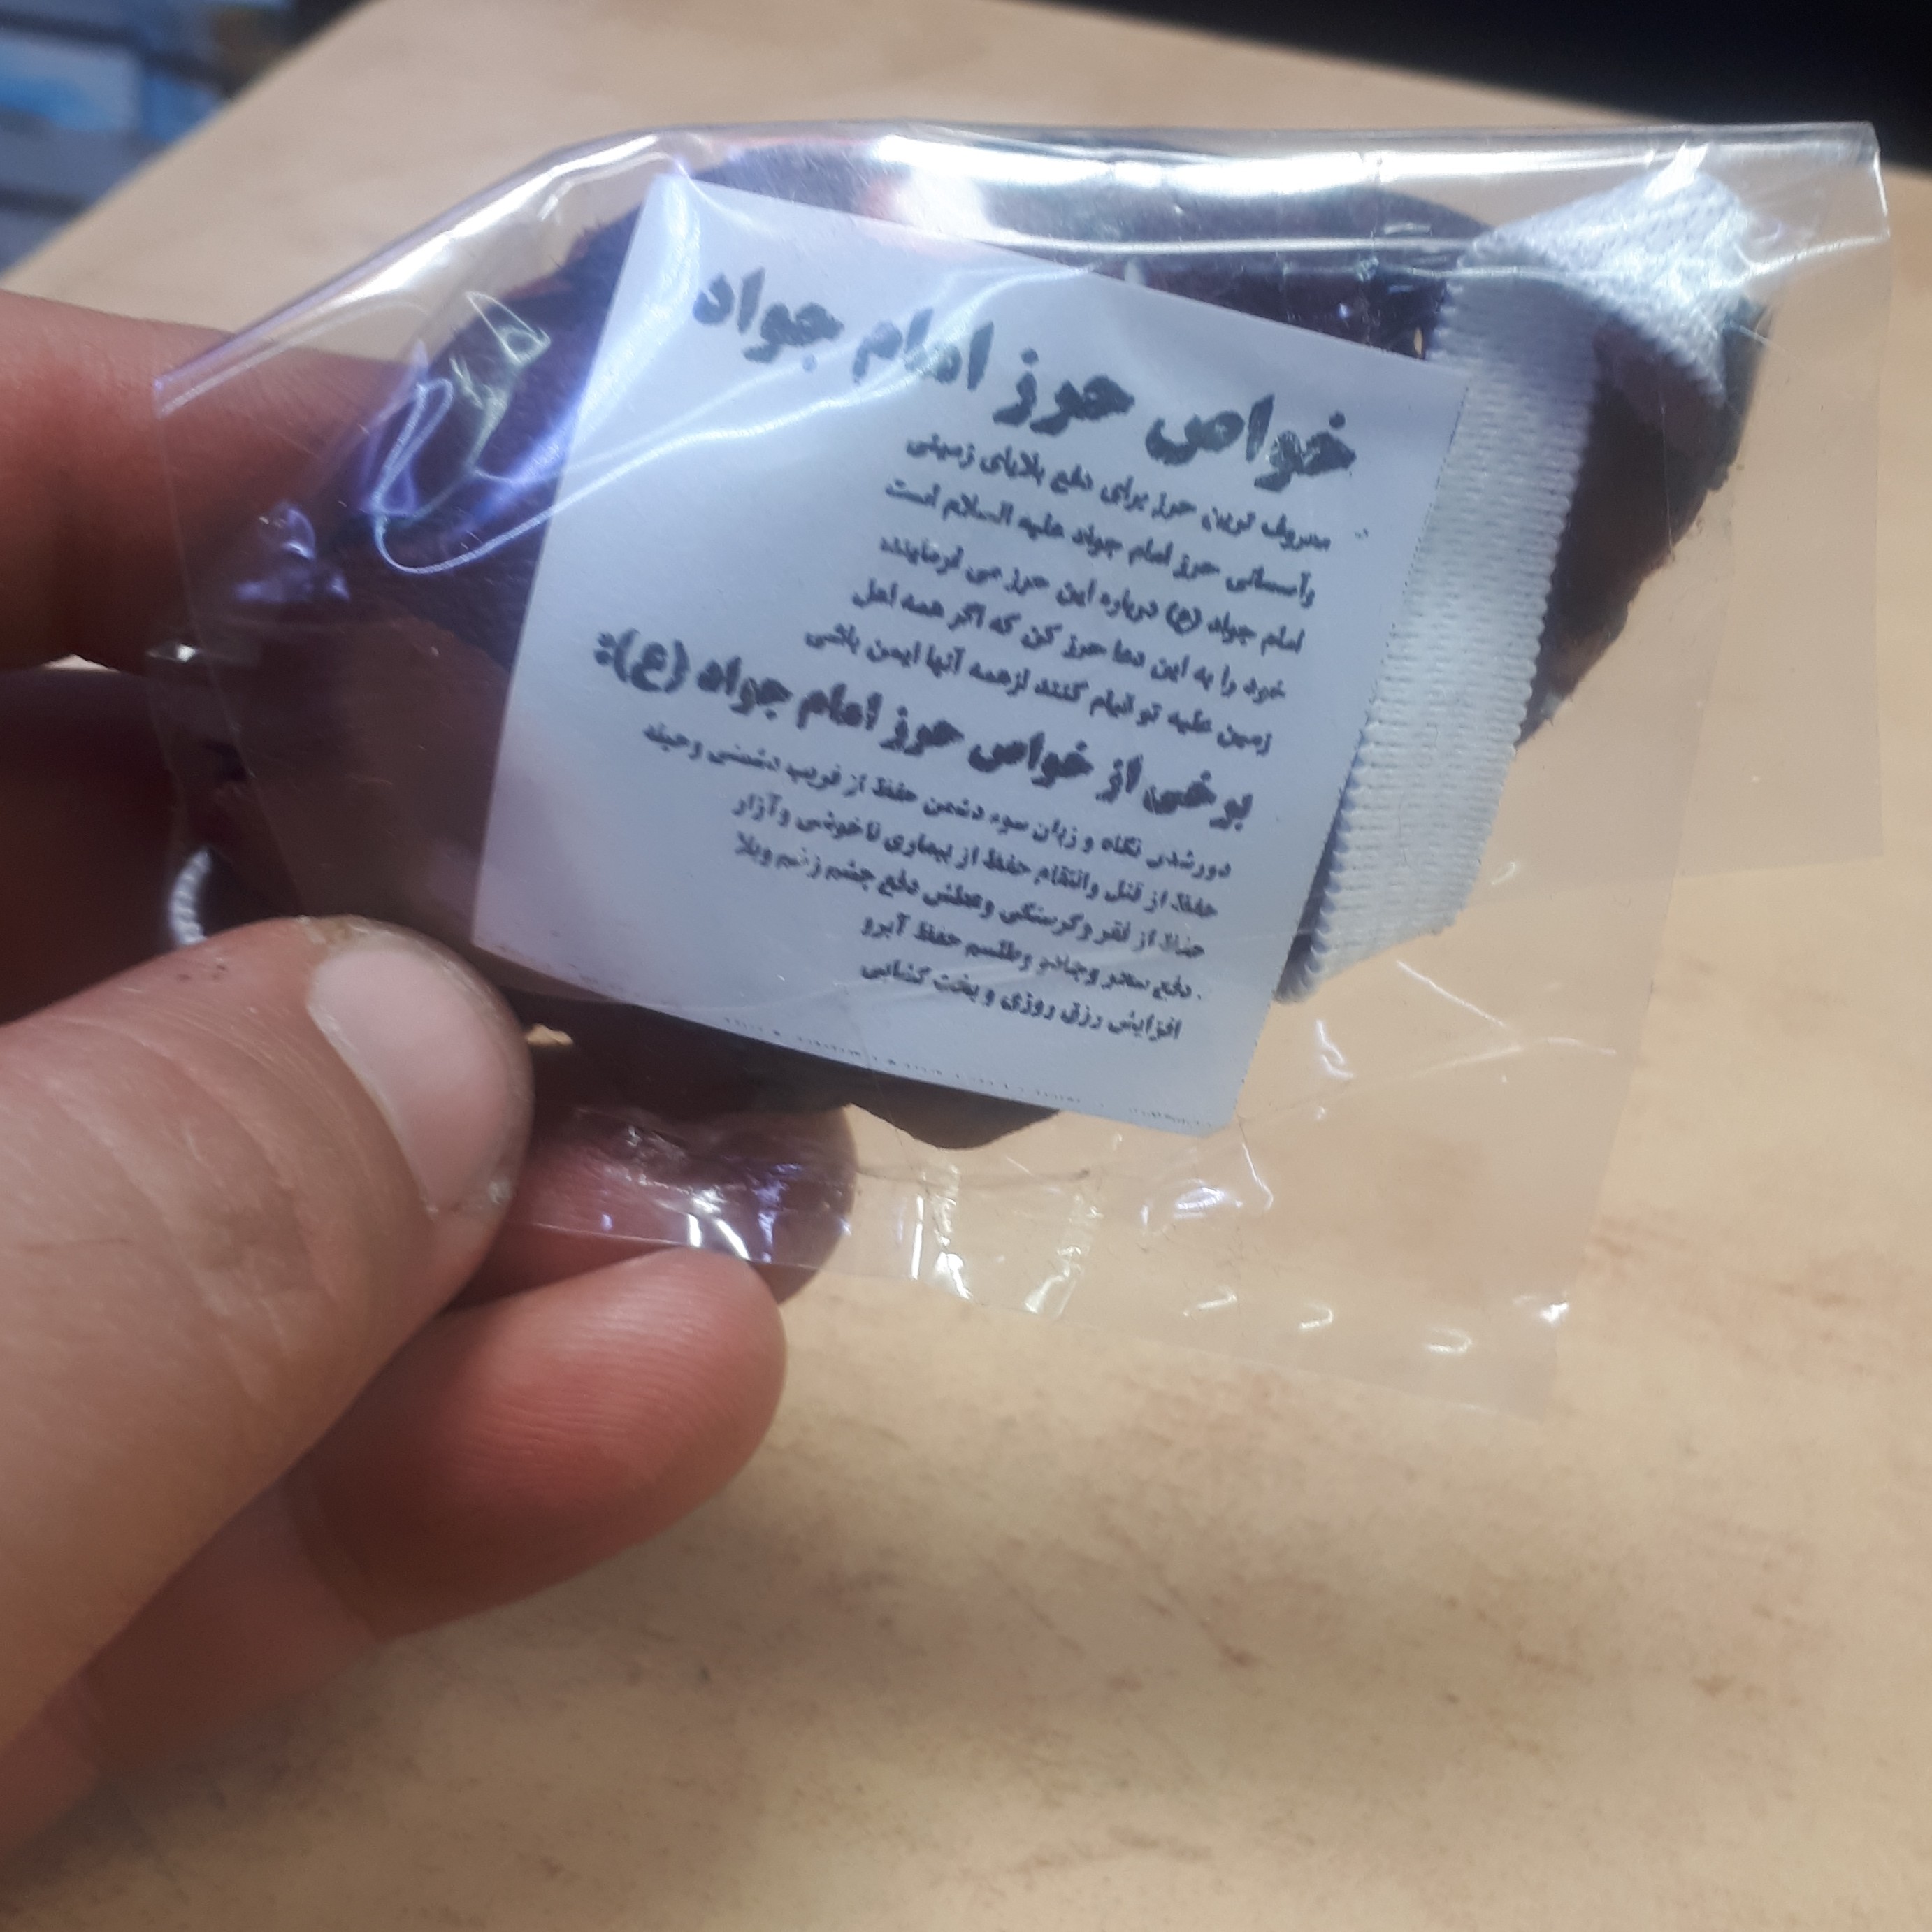 خواص حرز امام جواد
معروف ترین حرز برای دفع بلایای زمینی
وآسمانی حرز امام جواد علیه السلام است
امام جواد (ع) درباره این حرز می فرمایند
خود را به این دعا حرز کن که اگر همه اهل
زمین علیه تو قیام کنند ازهمه آنها ایمن باشی
برخی از خواص حرز امام جواد (ع):
دورشدن نگاه و زبان سوء دشمن حفظ از فریب دشمنی وحیله
حفظ از قتل وانتقام حفظ از بیماری ناخوشی وآزار
حفظ از فقر وگرسنگی وعطش دفع چشم زخم وبلا
دفع سحر وجادو وطلسم حفظ آبرو
افزایش رزق روزی و بخت گشایی